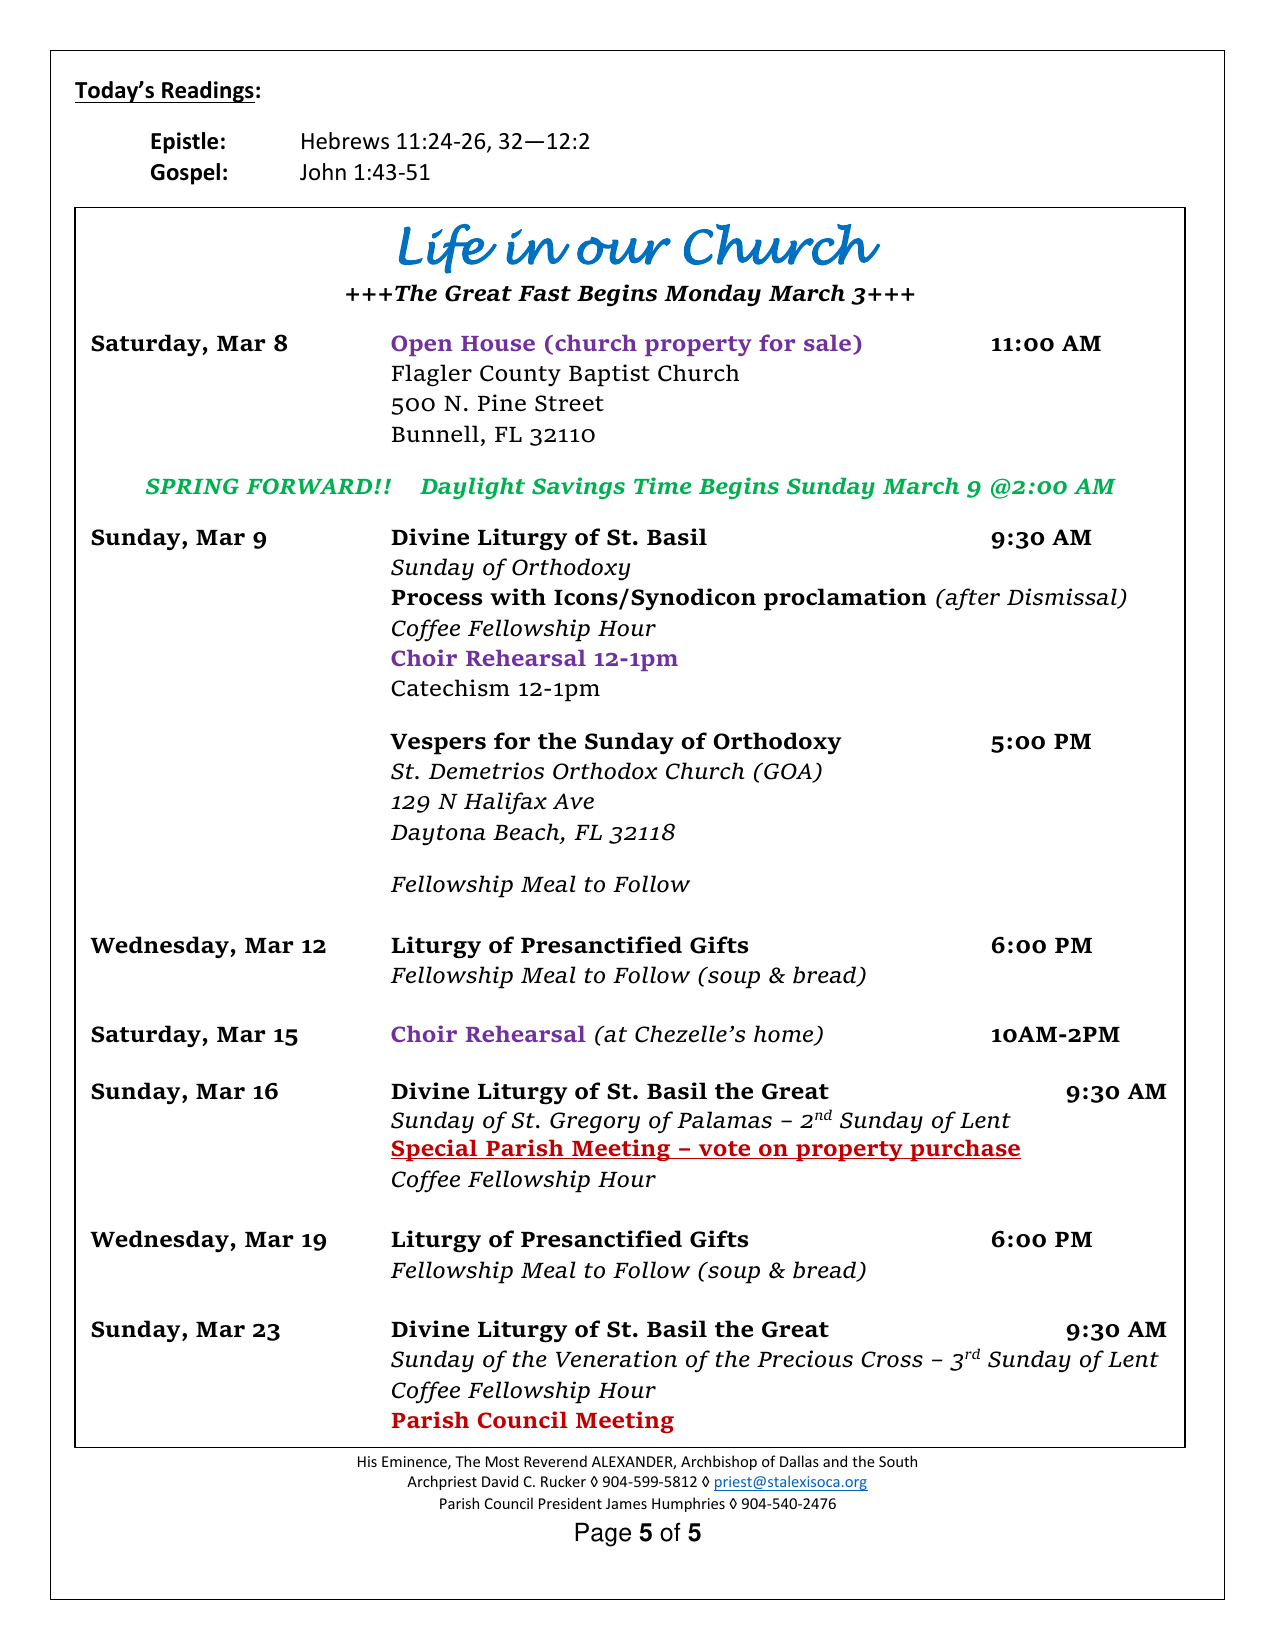 Today's Readings:
Epistle: Hebrews 11:24-26, 32—12:2
Gospel: John 1:43-51
Life in our Church
+++The Great Fast Begins Monday March 3+++
Saturday, Mar 8 Open House (church property for sale) 11:00 AM
Flagler County Baptist Church
500 N. Pine Street
Bunnell, FL 32110
SPRING FORWARD!! Daylight Savings Time Begins Sunday March 9 @2:00 AM
Sunday, Mar 9 Divine Liturgy of St. Basil 9:30 AM
Sunday of Orthodoxy
Process with Icons/Synodicon proclamation (after Dismissal)
Coffee Fellowship Hour
Choir Rehearsal 12-1pm
Catechism 12-1pm
Vespers for the Sunday of Orthodoxy 5:00 PM
St. Demetrios Orthodox Church (GOA)
129 N Halifax Ave
Daytona Beach, FL 32118
Fellowship Meal to Follow
Wednesday, Mar 12 Liturgy of Presanctified Gifts 6:00 PM
Fellowship Meal to Follow (soup & bread)
Saturday, Mar 15 Choir Rehearsal (at Chezelle's home) 10AM-2PM
Sunday, Mar 16 Divine Liturgy of St. Basil the Great 9:30 AM
Sunday of St. Gregory of Palamas – 2nd Sunday of Lent
Special Parish Meeting – vote on property purchase
Coffee Fellowship Hour
Wednesday, Mar 19 Liturgy of Presanctified Gifts 6:00 PM
Fellowship Meal to Follow (soup & bread)
Sunday, Mar 23 Divine Liturgy of St. Basil the Great 9:30 AM
Sunday of the Veneration of the Precious Cross – 3rd Sunday of Lent
Coffee Fellowship Hour
Parish Council Meeting
His Eminence, The Most Reverend ALEXANDER, Archbishop of Dallas and the South
Archpriest David C. Rucker ◊ 904-599-5812 ◊ priest@stalexisoca.org
Parish Council President James Humphries ◊ 904-540-2476
Page 5 of 5